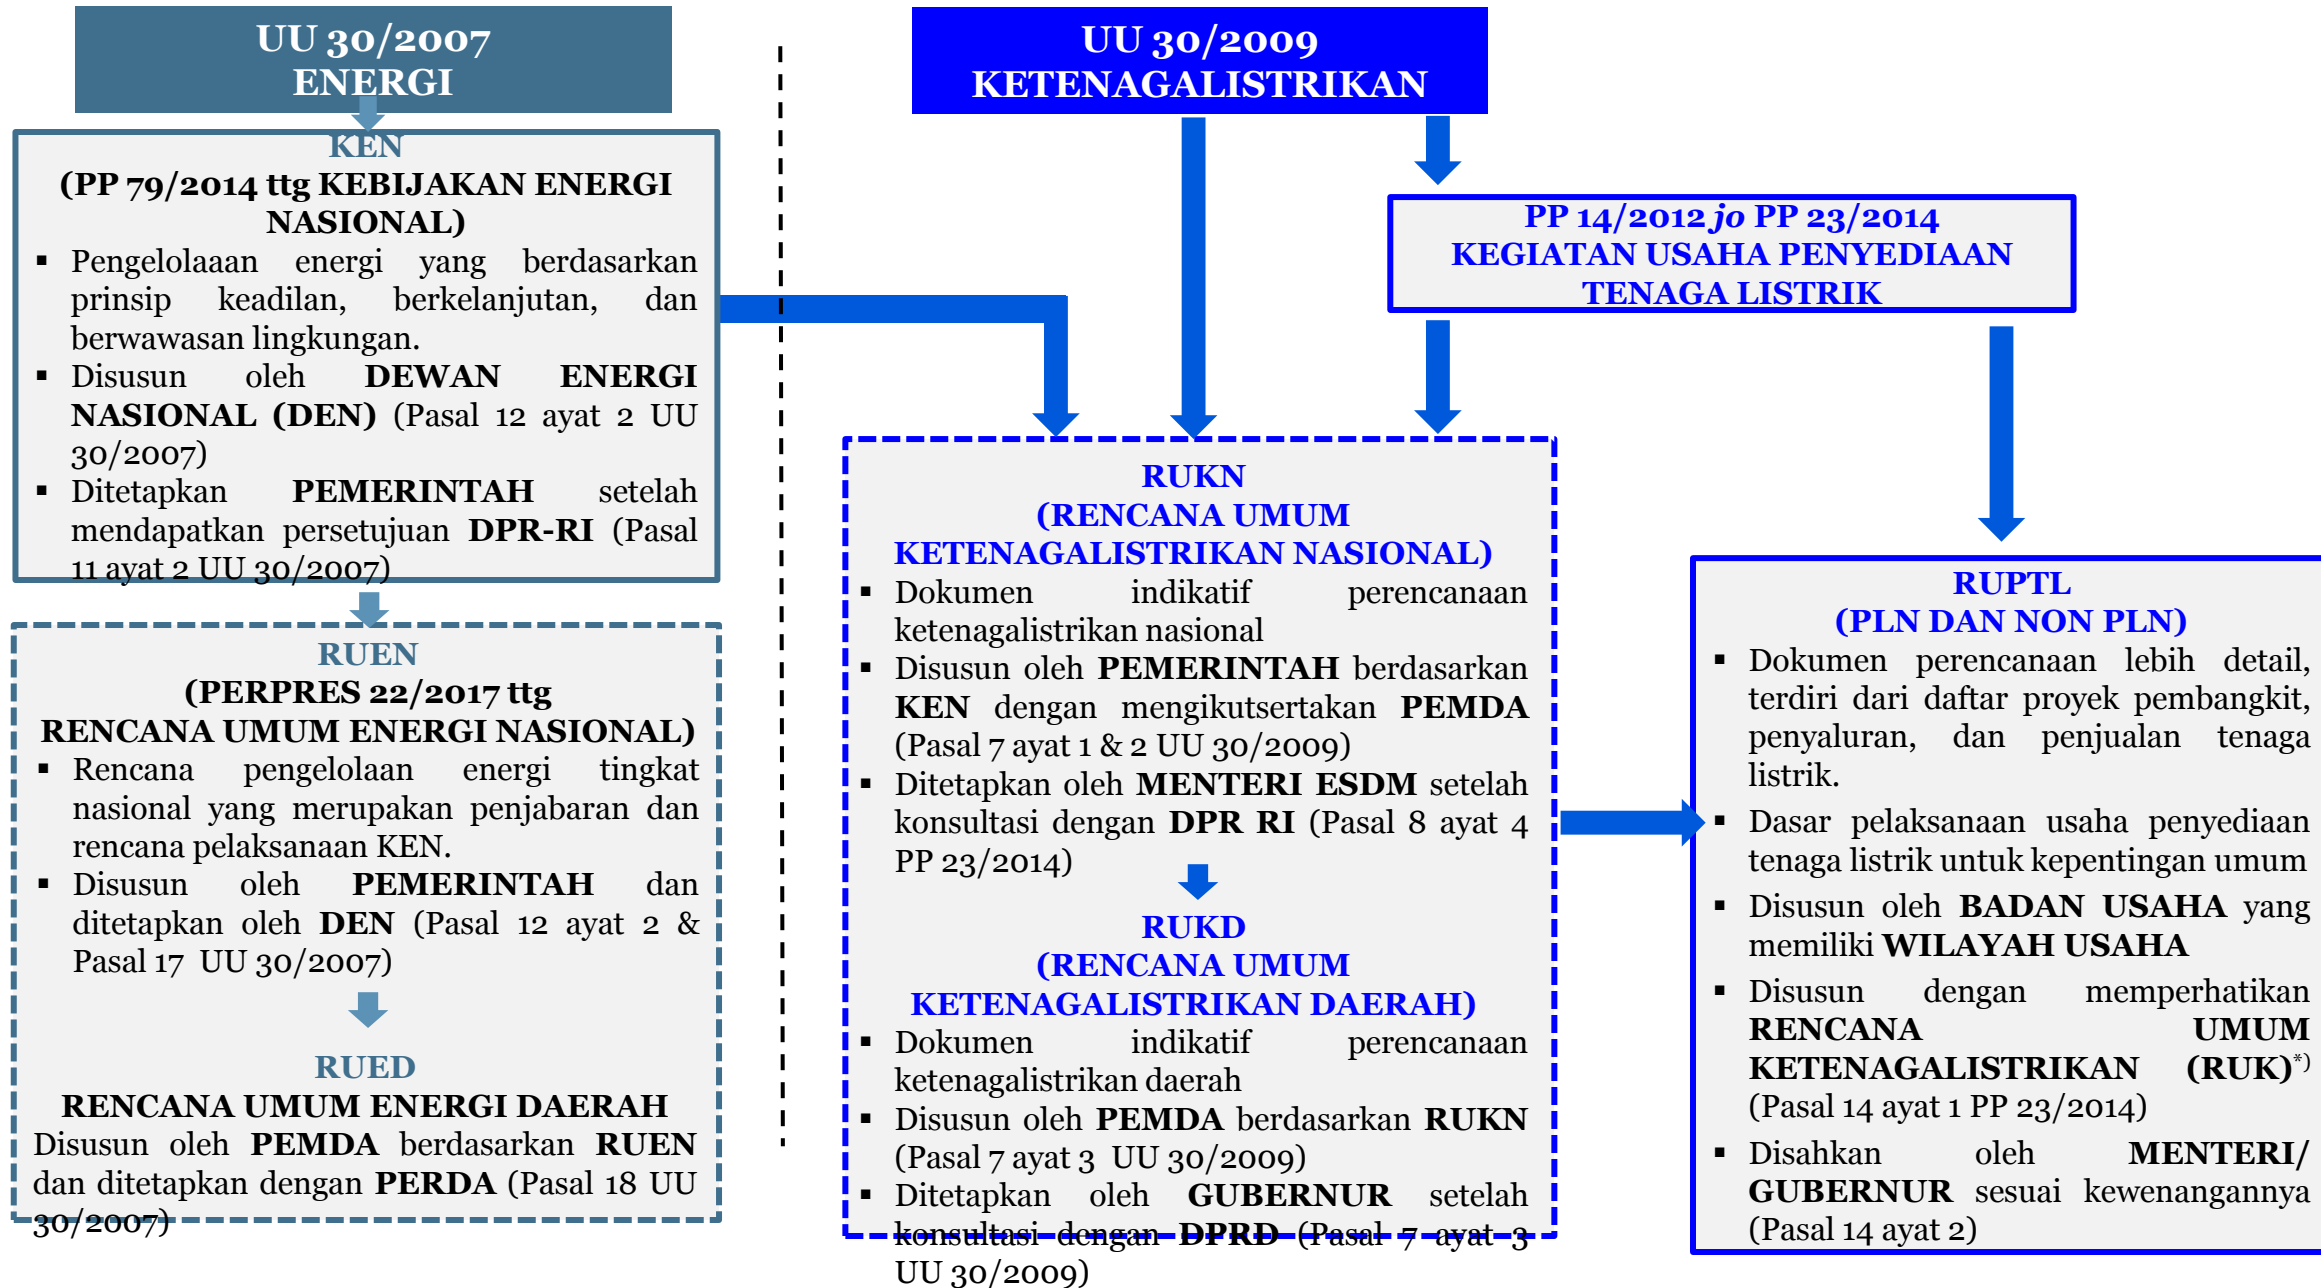 UU 30/2007
ENERGI
KEN
(PP 79/2014 ttg KEBIJAKAN ENERGI
NASIONAL)
▪ Pengelolaaan energi yang berdasarkan
prinsip keadilan, berkelanjutan, dan
berwawasan lingkungan.
▪ Disusun oleh DEWAN ENERGI
NASIONAL (DEN) (Pasal 12 ayat 2 UU
30/2007)
▪ Ditetapkan PEMERINTAH setelah
mendapatkan persetujuan DPR-RI (Pasal
11 ayat 2 UU 30/2007)
RUEN
(PERPRES 22/2017 ttg
RENCANA UMUM ENERGI NASIONAL)
▪ Rencana pengelolaan energi tingkat
nasional yang merupakan penjabaran dan
rencana pelaksanaan KEN.
▪ Disusun oleh PEMERINTAH dan
ditetapkan oleh DEN (Pasal 12 ayat 2 &
Pasal 17 UU 30/2007)
RUED
RENCANA UMUM ENERGI DAERAH
Disusun oleh PEMDA berdasarkan RUEN
dan ditetapkan dengan PERDA (Pasal 18 UU
30/2007)
UU 30/2009
KETENAGALISTRIKAN
PP 14/2012 jo PP 23/2014
KEGIATAN USAHA PENYEDIAAN
TENAGA LISTRIK
RUKN
(RENCANA UMUM
KETENAGALISTRIKAN NASIONAL)
▪ Dokumen indikatif perencanaan
ketenagalistrikan nasional
▪ Disusun oleh PEMERINTAH berdasarkan
KEN dengan mengikutsertakan PEMDA
(Pasal 7 ayat 1 & 2 UU 30/2009)
▪ Ditetapkan oleh MENTERI ESDM setelah
konsultasi dengan DPR RI (Pasal 8 ayat 4
PP 23/2014)
RUKD
(RENCANA UMUM
KETENAGALISTRIKAN DAERAH)
▪ Dokumen indikatif perencanaan
ketenagalistrikan daerah
▪ Disusun oleh PEMDA berdasarkan RUKN
(Pasal 7 ayat 3 UU 30/2009)
▪ Ditetapkan oleh GUBERNUR setelah
konsultasi dengan DPRD (Pasal 7 ayat 3
UU 30/2009)
RUPTL
(PLN DAN NON PLN)
▪ Dokumen perencanaan lebih detail,
terdiri dari daftar proyek pembangkit,
penyaluran, dan penjualan tenaga
listrik.
▪ Dasar pelaksanaan usaha penyediaan
tenaga listrik untuk kepentingan umum
▪ Disusun oleh BADAN USAHA yang
memiliki WILAYAH USAHA
▪ Disusun dengan memperhatikan
RENCANA UMUM
KETENAGALISTRIKAN (RUK)*)
(Pasal 14 ayat 1 PP 23/2014)
▪ Disahkan oleh MENTERI/
GUBERNUR sesuai kewenangannya
(Pasal 14 ayat 2)